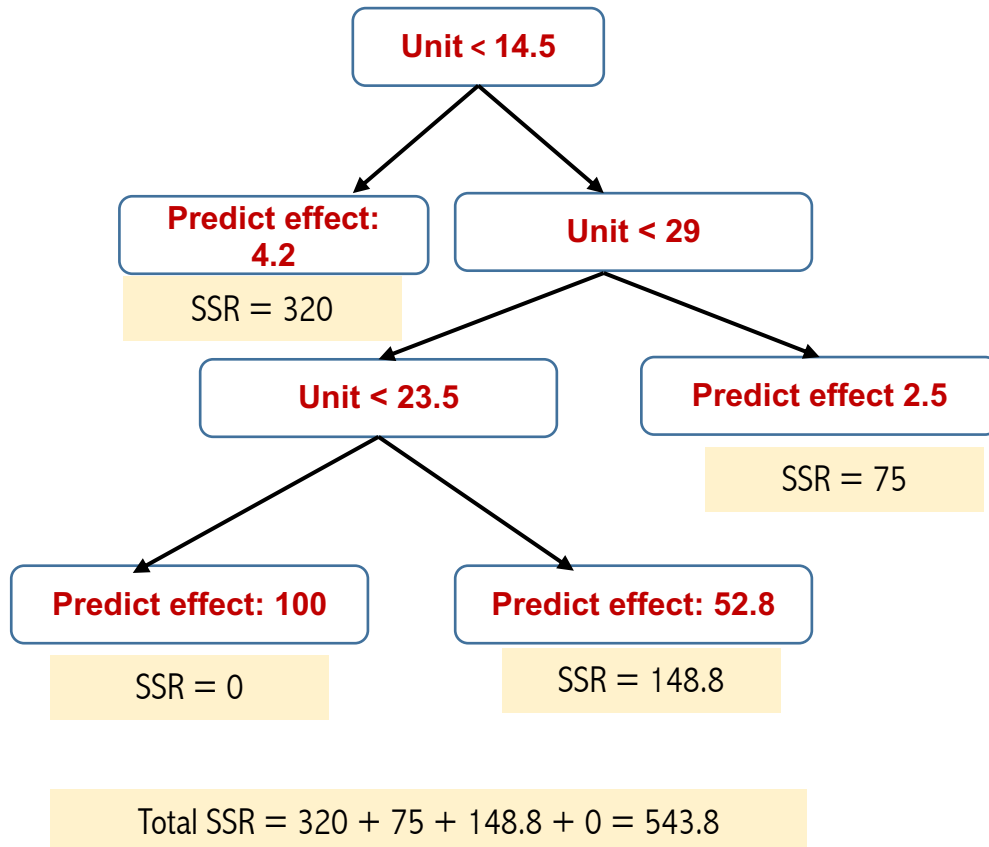 Unit < 14.5
Predict effect:
4.2
Unit < 29
SSR = 320
Unit < 23.5
Predict effect 2.5
SSR = 75
Predict effect: 100
Predict effect: 52.8
SSR = 0
SSR = 148.8
Total SSR = 320 + 75 + 148.8 + 0 = 543.8